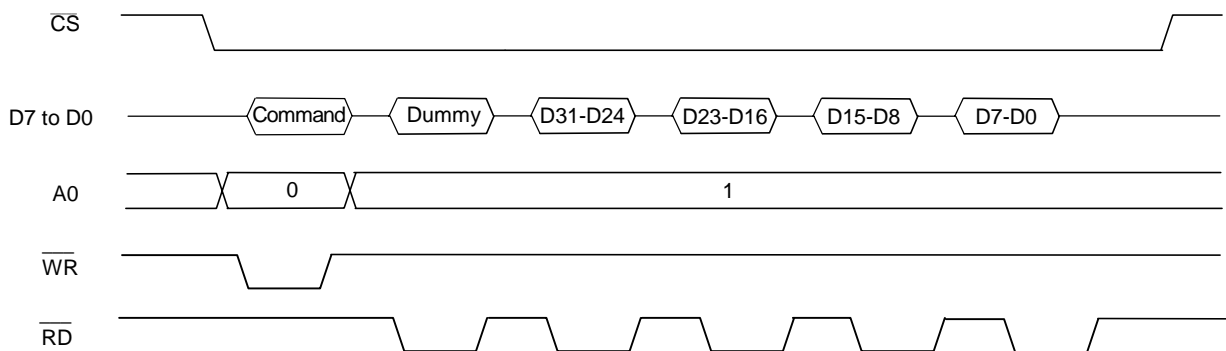 CS
D7 to D0 Command Dummy D31-D24 D23-D16 D15-D8 D7-D0
A0 0 1
WR
RD